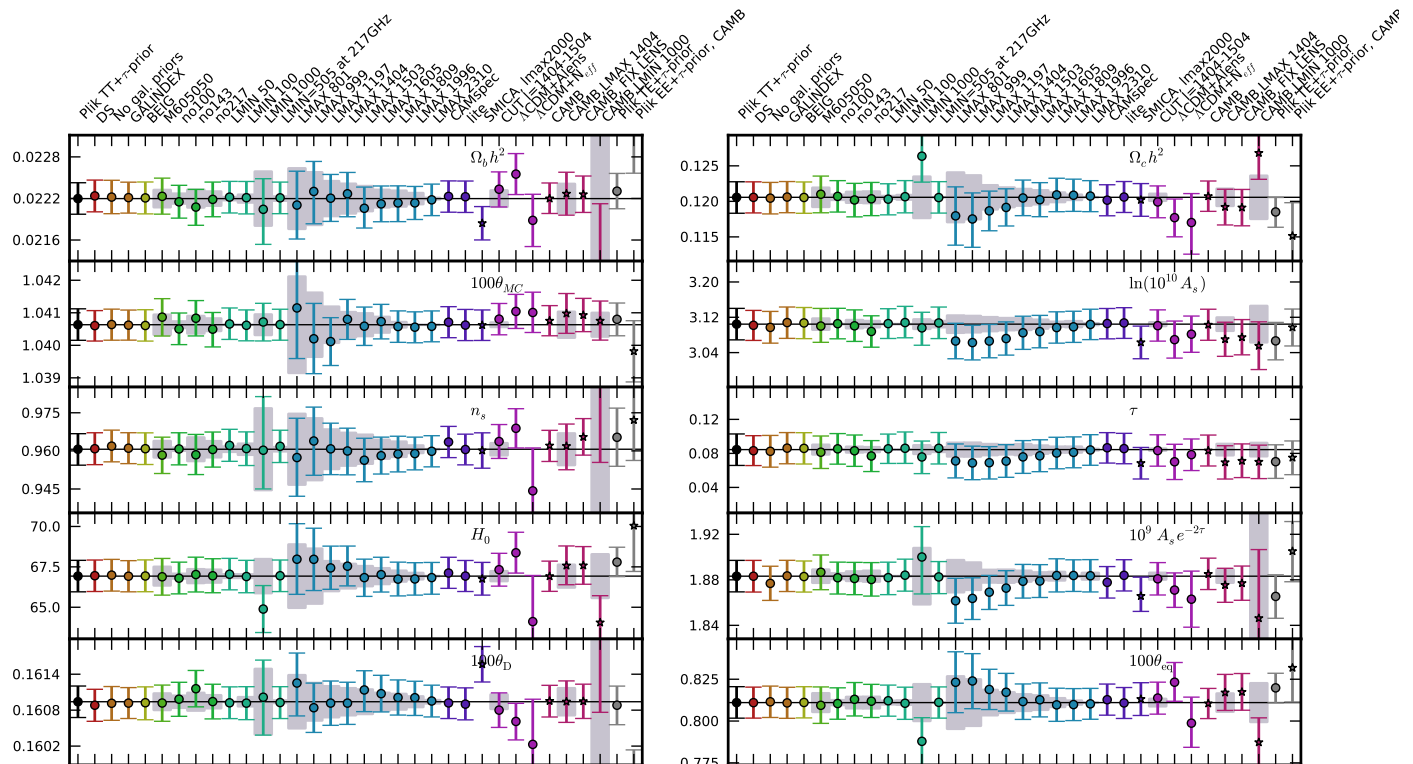 Plik TT+τ-prior
DS
No gal. priors
GALINDEX
BEIG
M605050
no100
no143
no217
LMIN 50
LMIN 100
LMIN 1000
LMIN=505 at 217GHz
LMAX 801
LMAX 899
LMAX 1197
LMAX 1404
LMAX 1503
LMAX 1605
LMAX 1809
LMAX 1996
LMAX 2310
CAMspec
lite
SMICA lmax2000
CUT l=1404-1504
ΛCDM+Alens
ΛCDM+N_eff
CAMB
CAMB,LMAX 1404
CAMB,FIX LENS
CAMB,LMIN 1000
Plik TE+τ-prior
Plik EE+τ-prior, CAMB
Ω_b h²
0.0228
0.0222
0.0216
100θ_MC
1.042
1.041
1.040
1.039
n_s
0.975
0.960
0.945
H_0
70.0
67.5
65.0
100θ_D
0.1614
0.1608
0.1602
Plik TT+τ-prior
DS
No gal. priors
GALINDEX
BEIG
M605050
no100
no143
no217
LMIN 50
LMIN 100
LMIN 1000
LMIN=505 at 217GHz
LMAX 801
LMAX 999
LMAX 1197
LMAX 1404
LMAX 1503
LMAX 1605
LMAX 1809
LMAX 1996
LMAX 2310
CAMspec
lite
SMICA lmax2000
CUT l=1404-1504
ΛCDM+Alens
ΛCDM+N_eff
CAMB
CAMB,LMAX 1404
CAMB,FIX LENS
CAMB,LMIN 1000
Plik TE+τ-prior
Plik EE+τ-prior, CAMB
Ω_c h²
0.125
0.120
0.115
ln(10¹⁰ A_s)
3.20
3.12
3.04
τ
0.12
0.08
0.04
10⁹ A_s e^{-2τ}
1.92
1.88
1.84
100θ_eq
0.825
0.800
0.775